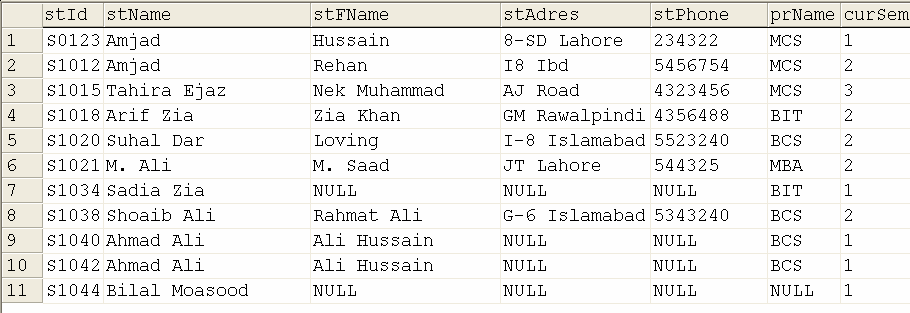 stId stName stFName stAdres stPhone prName curSem
1 S0123 Amjad Hussain 8-SD Lahore 234322 MCS 1
2 S1012 Amjad Rehan I8 Ibd 5456754 MCS 2
3 S1015 Tahira Ejaz Nek Muhammad AJ Road 4323456 MCS 3
4 S1018 Arif Zia Zia Khan GM Rawalpindi 4356488 BIT 2
5 S1020 Suhal Dar Loving I-8 Islamabad 5523240 BCS 2
6 S1021 M. Ali M. Saad JT Lahore 544325 MBA 2
7 S1034 Sadia Zia NULL NULL NULL BIT 1
8 S1038 Shoaib Ali Rahmat Ali G-6 Islamabad 5343240 BCS 2
9 S1040 Ahmad Ali Ali Hussain NULL NULL BCS 1
10 S1042 Ahmad Ali Ali Hussain NULL NULL BCS 1
11 S1044 Bilal Moasood NULL NULL NULL NULL 1